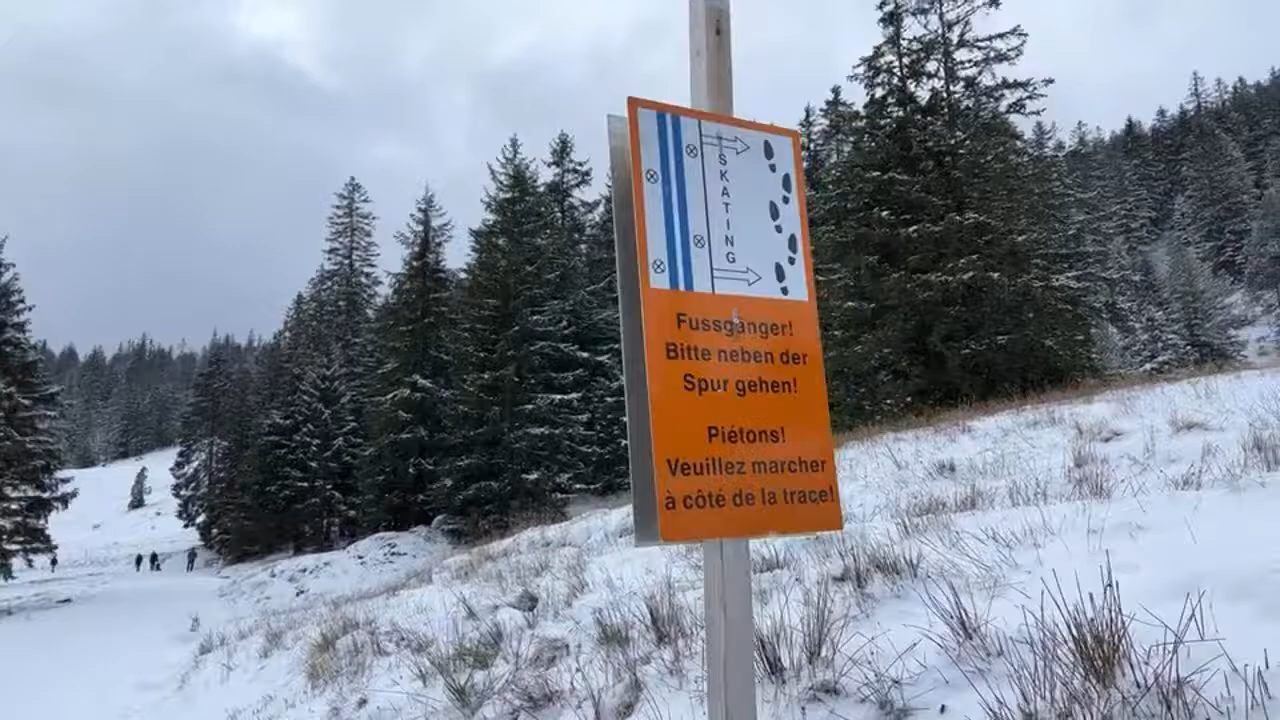 SKATING
Fussgänger!
Bitte neben der
Spur gehen!
Piétons!
Veuillez marcher
à côté de la trace!